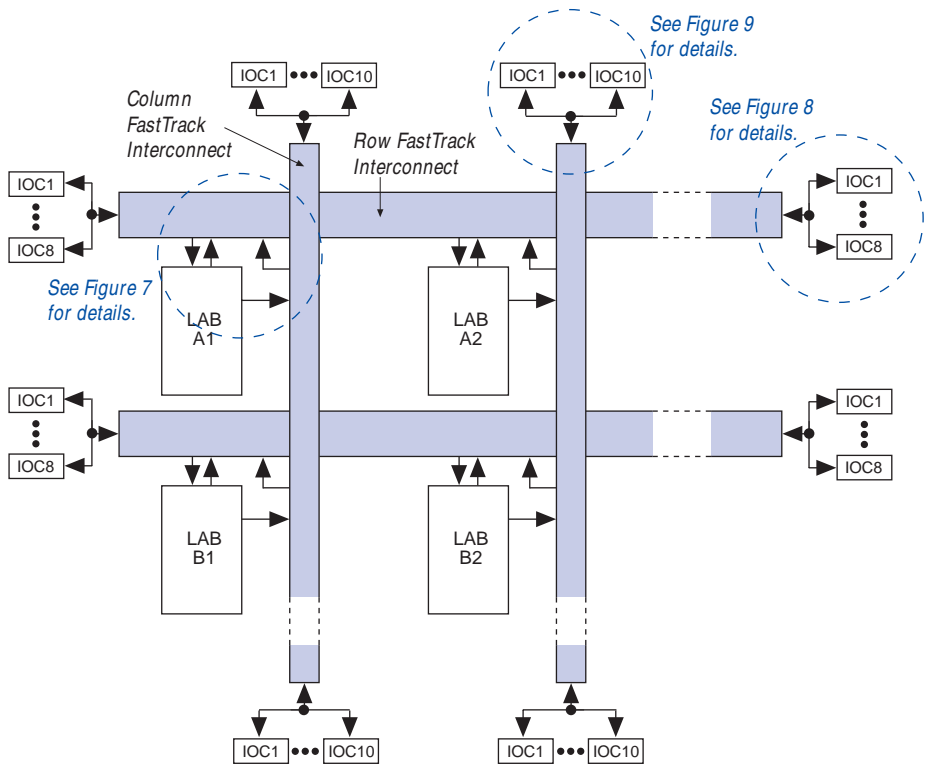 See Figure 9
for details.
IOC1
IOC10
IOC1
IOC10
Column
FastTrack
Interconnect
Row FastTrack
Interconnect
See Figure 8
for details.
IOC1
IOC8
IOC1
IOC8
See Figure 7
for details.
LAB
A1
LAB
A2
IOC1
IOC8
IOC1
IOC8
LAB
B1
LAB
B2
IOC1
IOC10
IOC1
IOC10